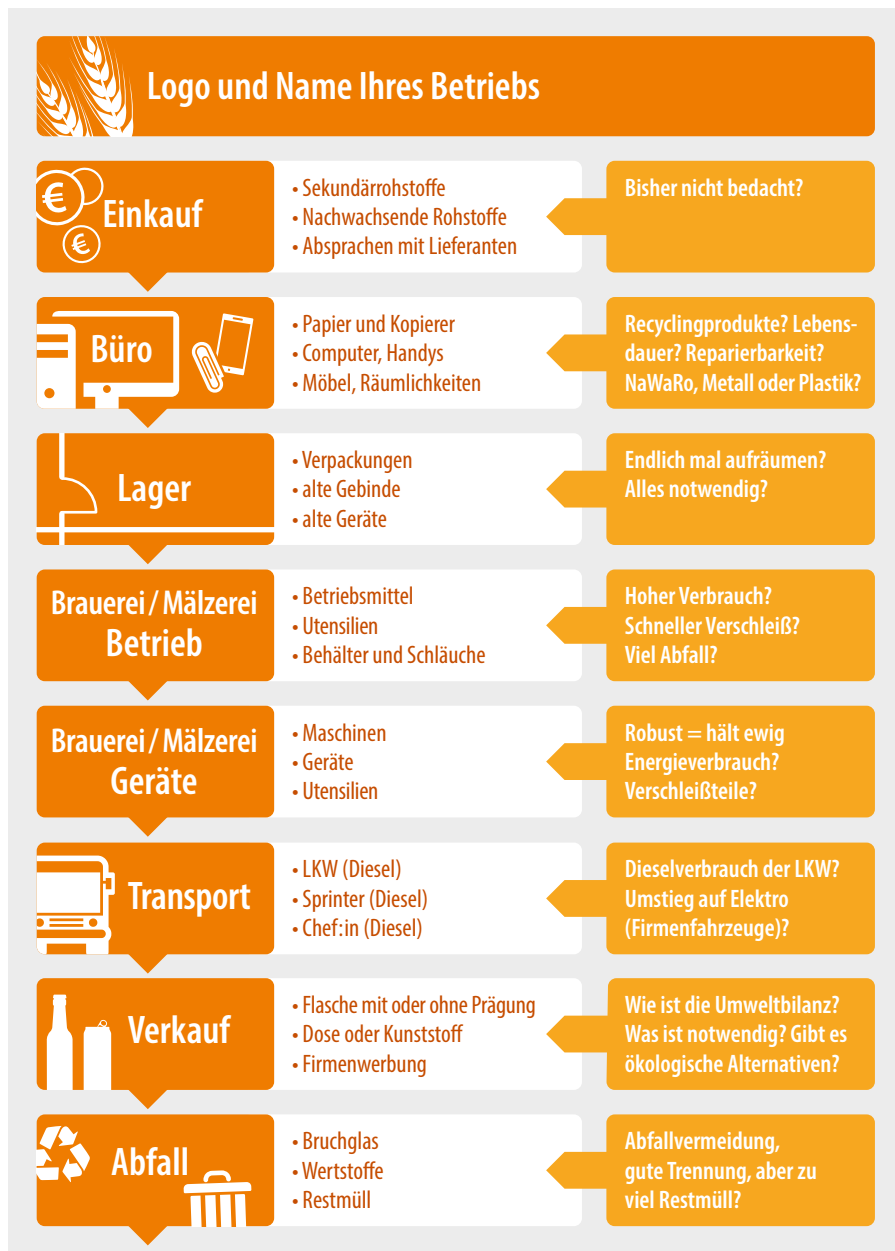 Logo und Name Ihres Betriebs
€
€
Einkauf
• Sekundärrohstoffe
• Nachwachsende Rohstoffe
• Absprachen mit Lieferanten
Bisher nicht bedacht?
Büro
• Papier und Kopierer
• Computer, Handys
• Möbel, Räumlichkeiten
Recyclingprodukte? Lebens-
dauer? Reparierbarkeit?
NaWaRo, Metall oder Plastik?
Lager
• Verpackungen
• alte Gebinde
• alte Geräte
Endlich mal aufräumen?
Alles notwendig?
Brauerei / Mälzerei
Betrieb
• Betriebsmittel
• Utensilien
• Behälter und Schläuche
Hoher Verbrauch?
Schneller Verschleiß?
Viel Abfall?
Brauerei / Mälzerei
Geräte
• Maschinen
• Geräte
• Utensilien
Robust = hält ewig
Energieverbrauch?
Verschleißteile?
Transport
• LKW (Diesel)
• Sprinter (Diesel)
• Chef:in (Diesel)
Dieselverbrauch der LKW?
Umstieg auf Elektro
(Firmenfahrzeuge)?
Verkauf
• Flasche mit oder ohne Prägung
• Dose oder Kunststoff
• Firmenwerbung
Wie ist die Umweltbilanz?
Was ist notwendig? Gibt es
ökologische Alternativen?
Abfall
• Bruchglas
• Wertstoffe
• Restmüll
Abfallvermeidung,
gute Trennung, aber zu
viel Restmüll?